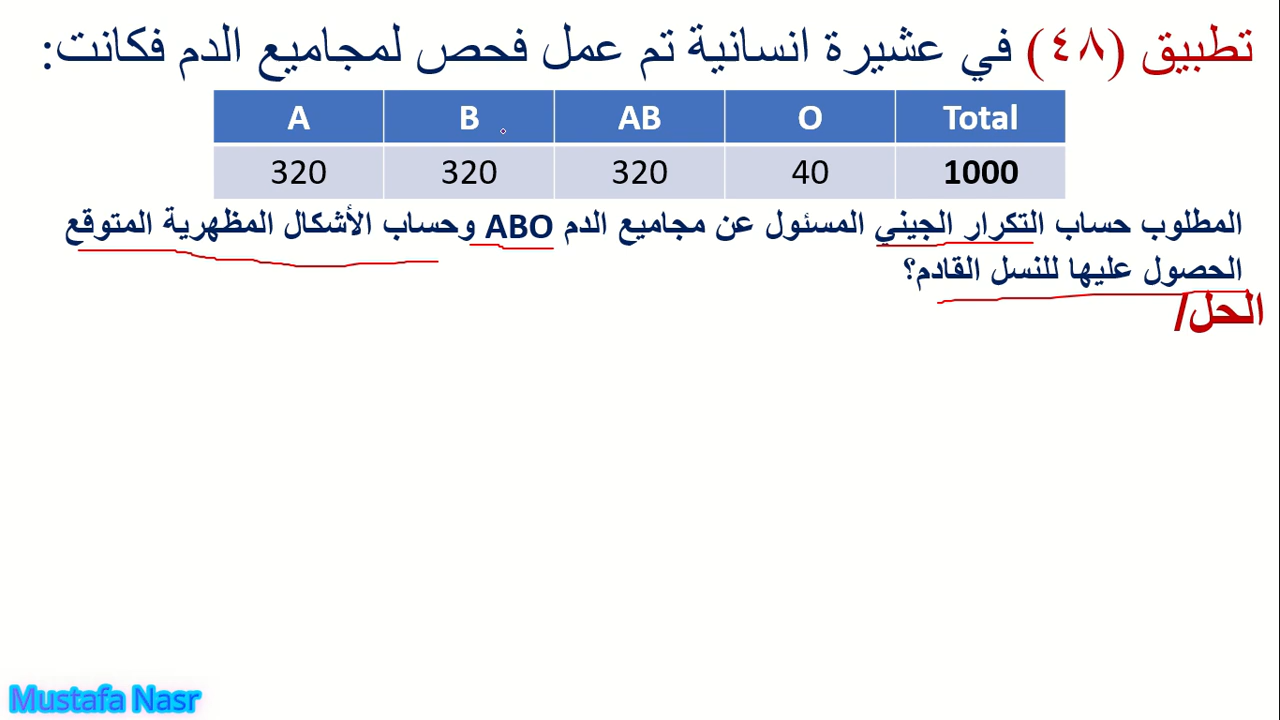 تطبيق (٤٨) في عشيرة انسانية تم عمل فحص لمجاميع الدم فكانت:
A B AB O Total
320 320 320 40 1000
المطلوب حساب التكرار الجيني المسئول عن مجاميع الدم ABO وحساب الأشكال المظهرية المتوقع
الحصول عليها للنسل القادم؟
الحل/
Mustafa Nasr